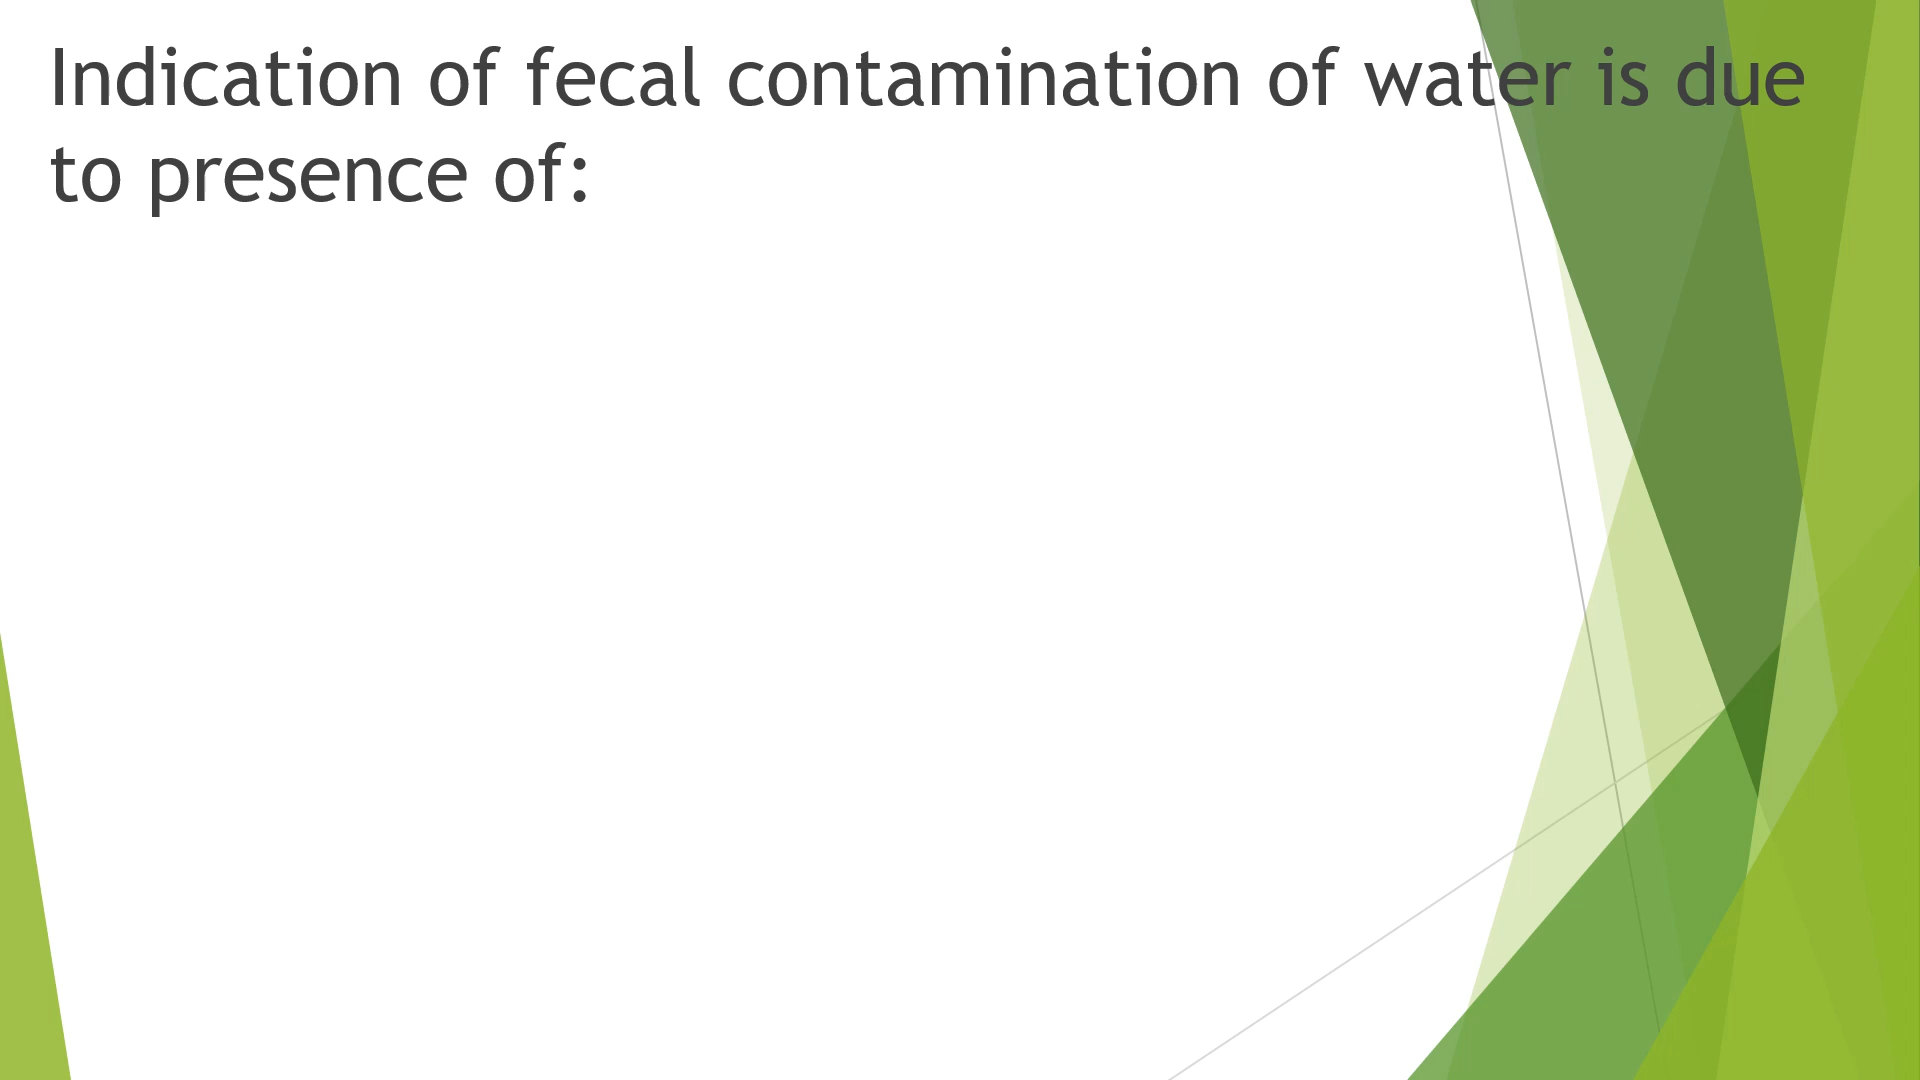 Indication of fecal contamination of water is due
to presence of: